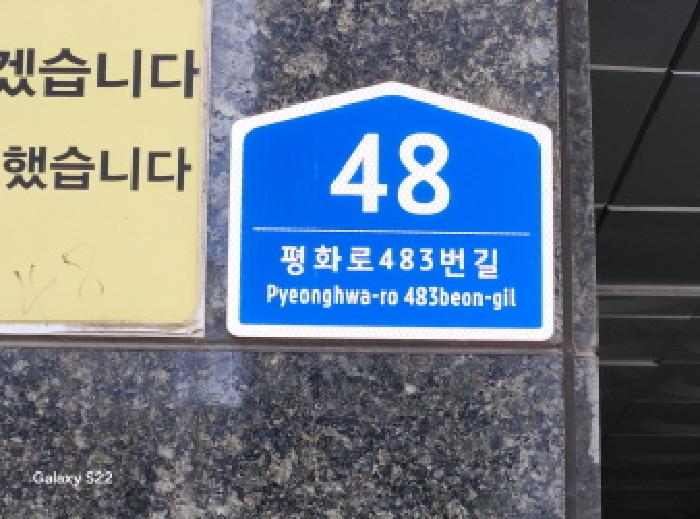 겠습니다
했습니다
48
평화로483번길
Pyeonghwa-ro 483beon-gil
Galaxy S22